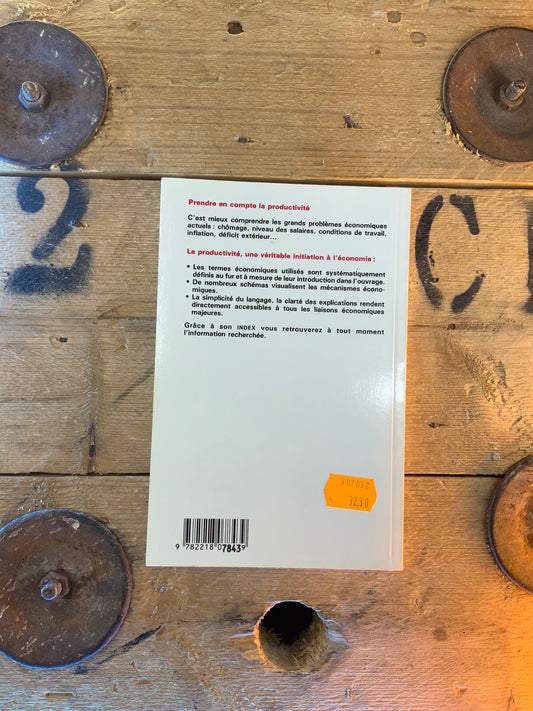 2
C
Prendre en compte la productivité
C'est mieux comprendre les grands problèmes économiques
actuels : chômage, niveau des salaires, conditions de travail,
inflation, déficit extérieur...
La productivité, une véritable initiation à l'économie :
• Les termes économiques utilisés sont systématiquement
définis au fur et à mesure de leur introduction dans l'ouvrage.
• De nombreux schémas visualisent les mécanismes écono-
miques.
• La simplicité du langage, la clarté des explications rendent
directement accessibles à tous les liaisons économiques
majeures.
Grâce à son INDEX vous retrouverez à tout moment
l'information recherchée.
32.30
9 782218 078439